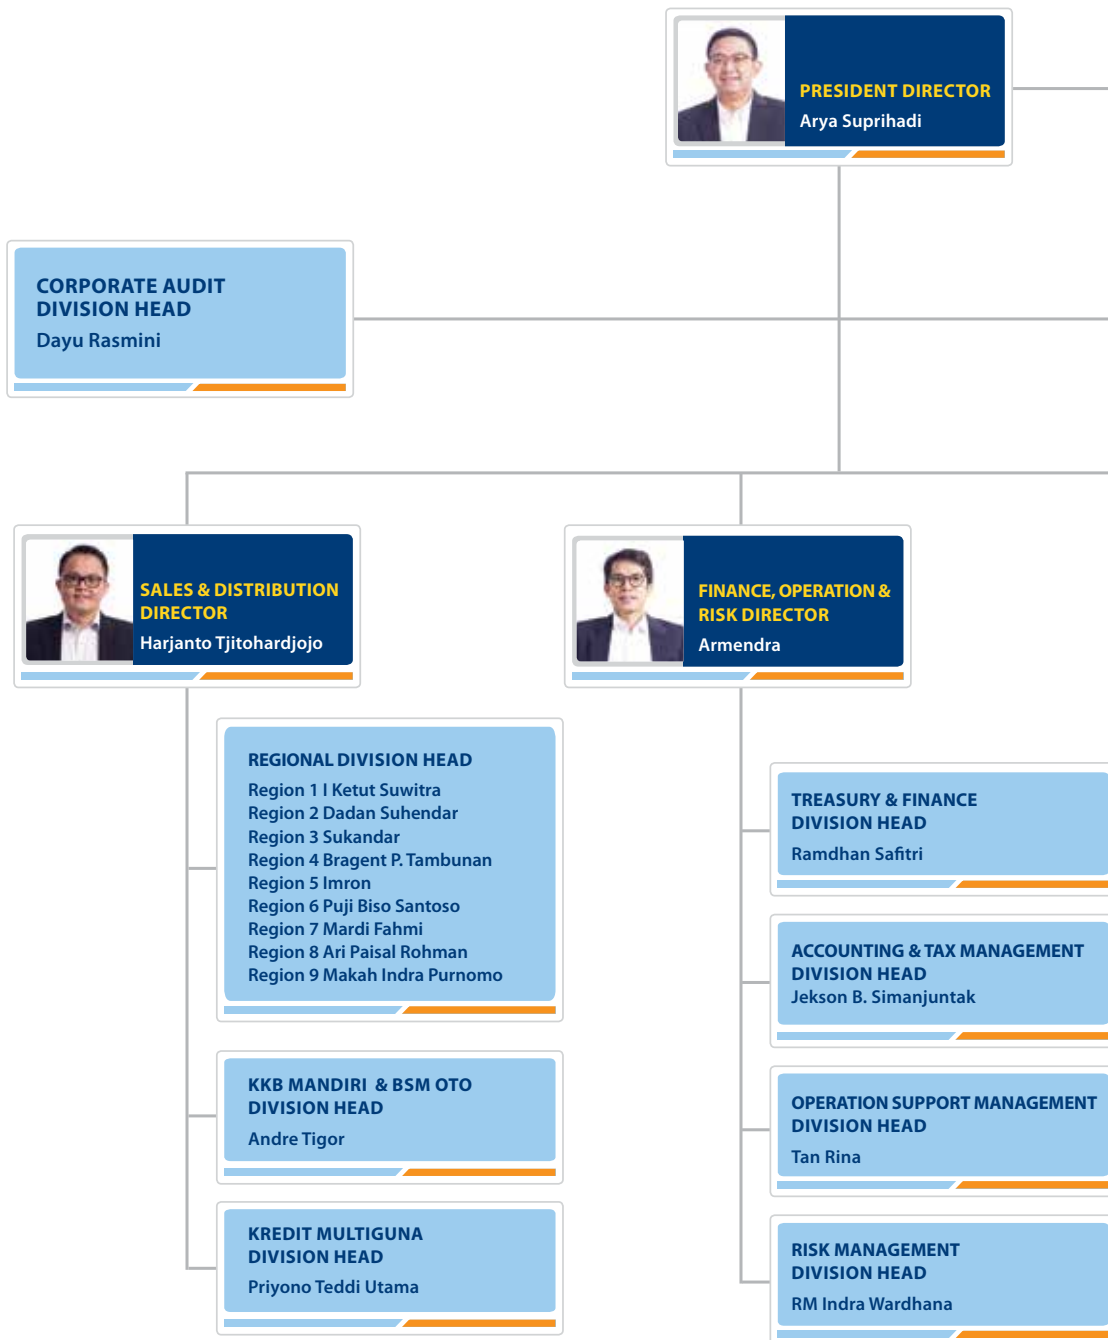 PRESIDENT DIRECTOR
Arya Suprihadi
CORPORATE AUDIT
DIVISION HEAD
Dayu Rasmini
SALES & DISTRIBUTION
DIRECTOR
Harjanto Tjitohardjojo
FINANCE, OPERATION &
RISK DIRECTOR
Armendra
REGIONAL DIVISION HEAD
Region 1 I Ketut Suwitra
Region 2 Dadan Suhendar
Region 3 Sukandar
Region 4 Bragent P. Tambunan
Region 5 Imron
Region 6 Puji Biso Santoso
Region 7 Mardi Fahmi
Region 8 Ari Paisal Rohman
Region 9 Makah Indra Purnomo
KKB MANDIRI & BSM OTO
DIVISION HEAD
Andre Tigor
KREDIT MULTIGUNA
DIVISION HEAD
Priyono Teddi Utama
TREASURY & FINANCE
DIVISION HEAD
Ramdhan Safitri
ACCOUNTING & TAX MANAGEMENT
DIVISION HEAD
Jekson B. Simanjuntak
OPERATION SUPPORT MANAGEMENT
DIVISION HEAD
Tan Rina
RISK MANAGEMENT
DIVISION HEAD
RM Indra Wardhana